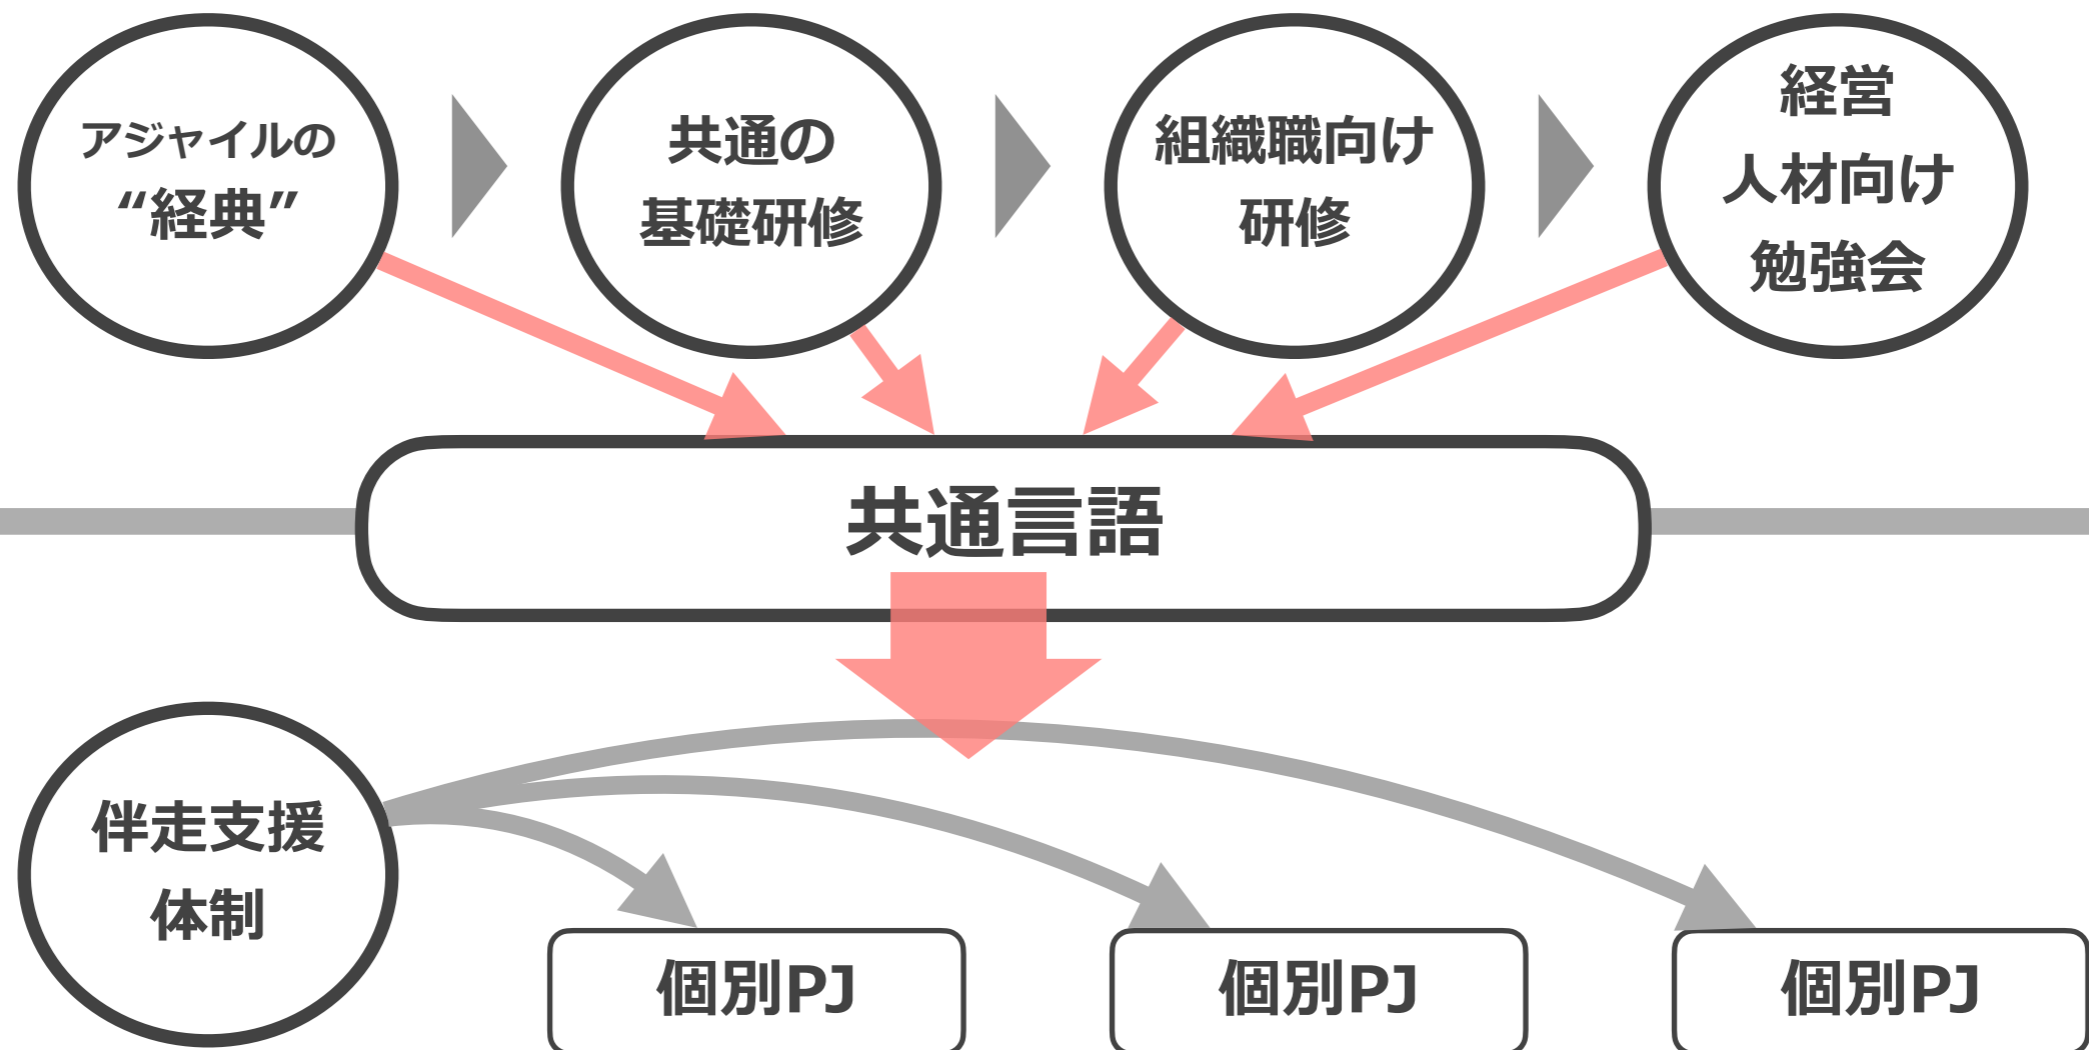 アジャイルの
“経典”
共通の
基礎研修
組織職向け
研修
経営
人材向け
勉強会
共通言語
伴走支援
体制
個別PJ
個別PJ
個別PJ